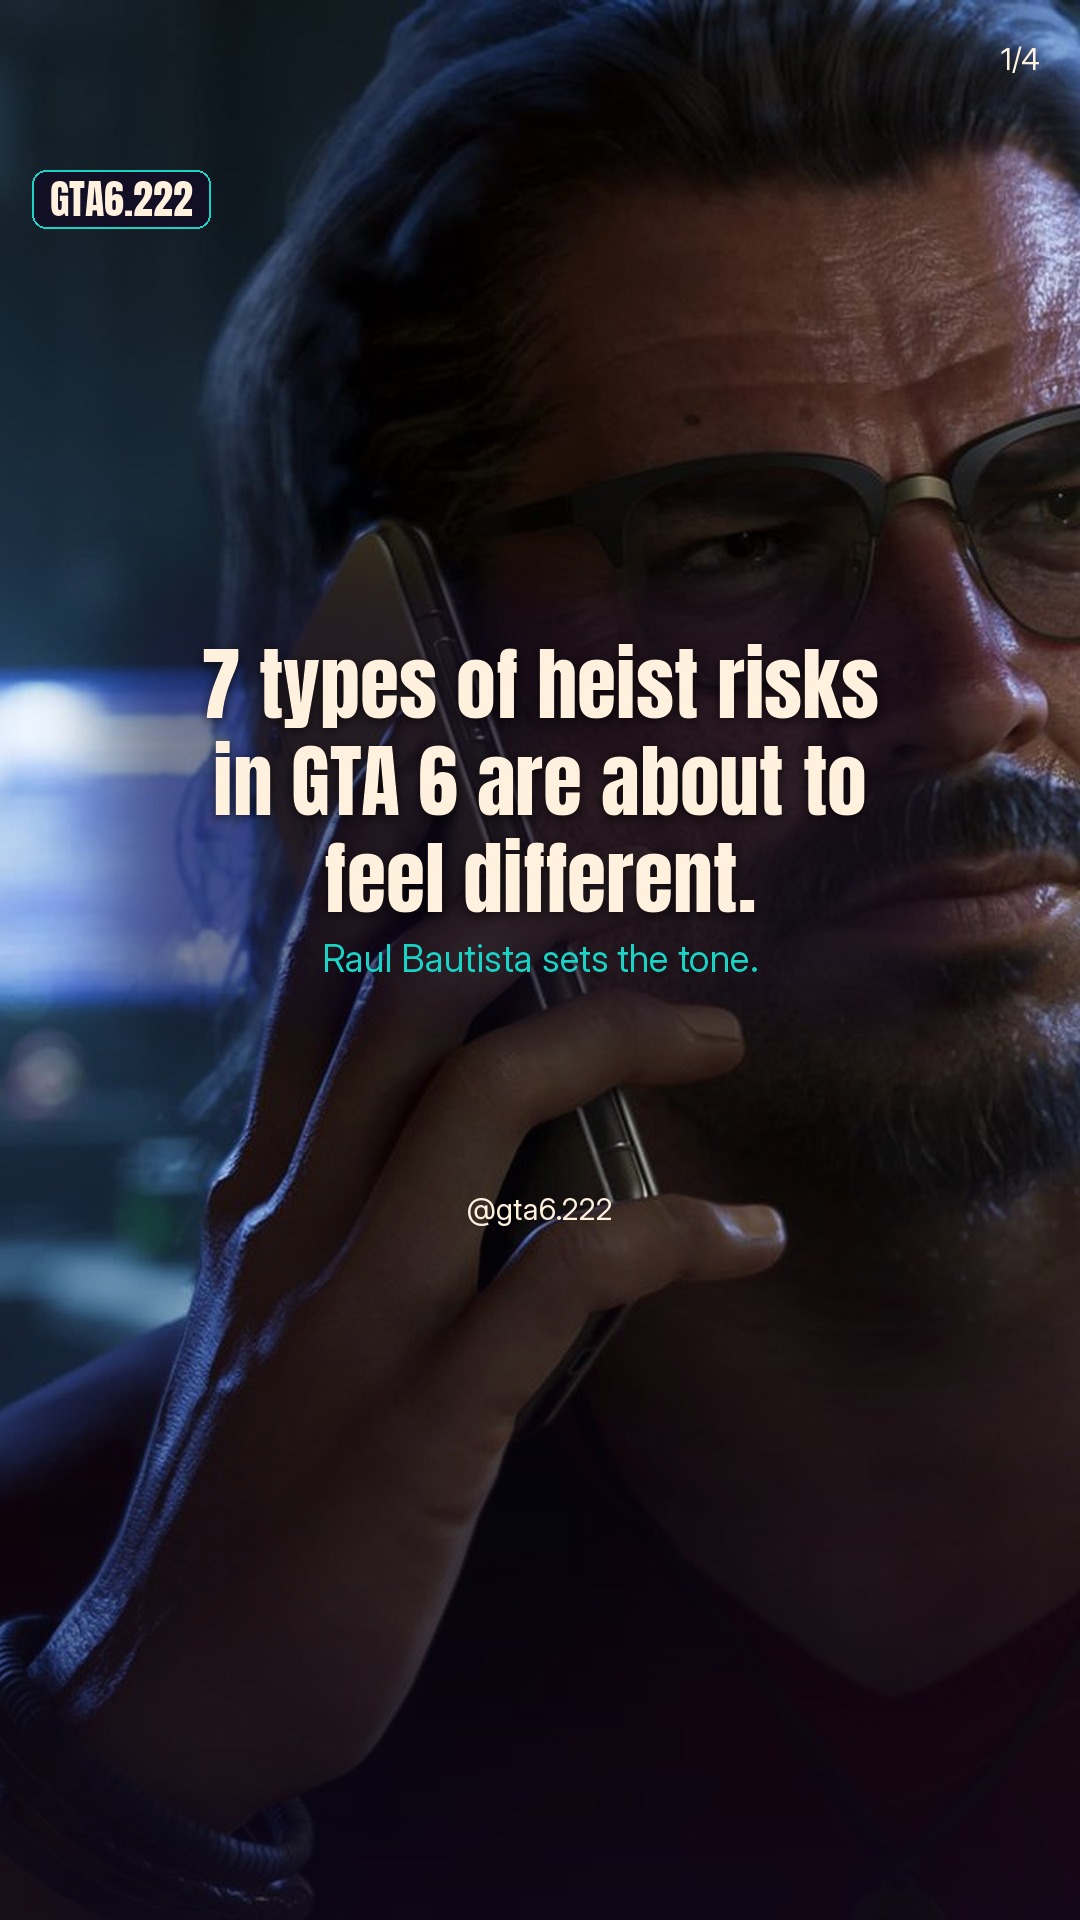 1/4
GTA6.222
7 types of heist risks
in GTA 6 are about to
feel different.
Raul Bautista sets the tone.
@gta6.222